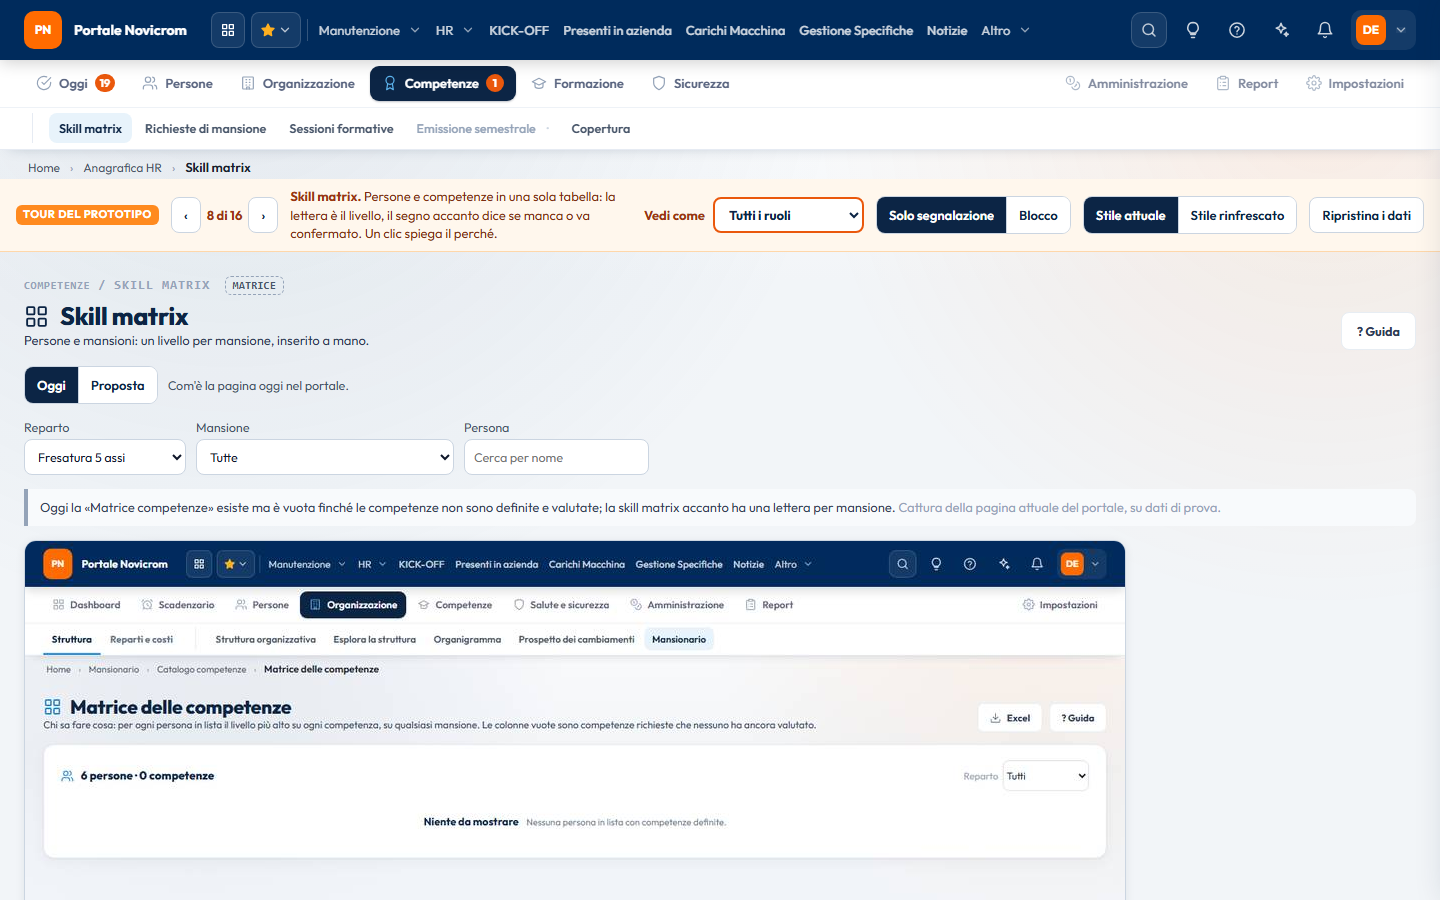 PN Portale Novicrom Manutenzione HR KICK-OFF Presenti in azienda Carichi Macchina Gestione Specifiche Notizie Altro DE
Oggi 19 Persone Organizzazione Competenze 1 Formazione Sicurezza Amministrazione Report Impostazioni
Skill matrix Richieste di mansione Sessioni formative Emissione semestrale · Copertura
Home › Anagrafica HR › Skill matrix
TOUR DEL PROTOTIPO ‹ 8 di 16 ›
Skill matrix. Persone e competenze in una sola tabella: la
lettera è il livello, il segno accanto dice se manca o va
confermato. Un clic spiega il perché.
Vedi come Tutti i ruoli Solo segnalazione Blocco Stile attuale Stile rinfrescato Ripristina i dati
COMPETENZE / SKILL MATRIX MATRICE
Skill matrix
Persone e mansioni: un livello per mansione, inserito a mano.
? Guida
Oggi Proposta Com'è la pagina oggi nel portale.
Reparto Mansione Persona
Fresatura 5 assi Tutte Cerca per nome
Oggi la «Matrice competenze» esiste ma è vuota finché le competenze non sono definite e valutate; la skill matrix accanto ha una lettera per mansione. Cattura della pagina attuale del portale, su dati di prova.
PN Portale Novicrom Manutenzione HR KICK-OFF Presenti in azienda Carichi Macchina Gestione Specifiche Notizie Altro DE
Dashboard Scadenzario Persone Organizzazione Competenze Salute e sicurezza Amministrazione Report Impostazioni
Struttura Reparti e costi Struttura organizzativa Esplora la struttura Organigramma Prospetto dei cambiamenti Mansionario
Home › Mansionario › Catalogo competenze › Matrice delle competenze
Matrice delle competenze
Chi sa fare cosa: per ogni persona in lista il livello più alto su ogni competenza, su qualsiasi mansione. Le colonne vuote sono competenze richieste che nessuno ha ancora valutato.
Excel ? Guida
6 persone · 0 competenze Reparto Tutti
Niente da mostrare Nessuna persona in lista con competenze definite.